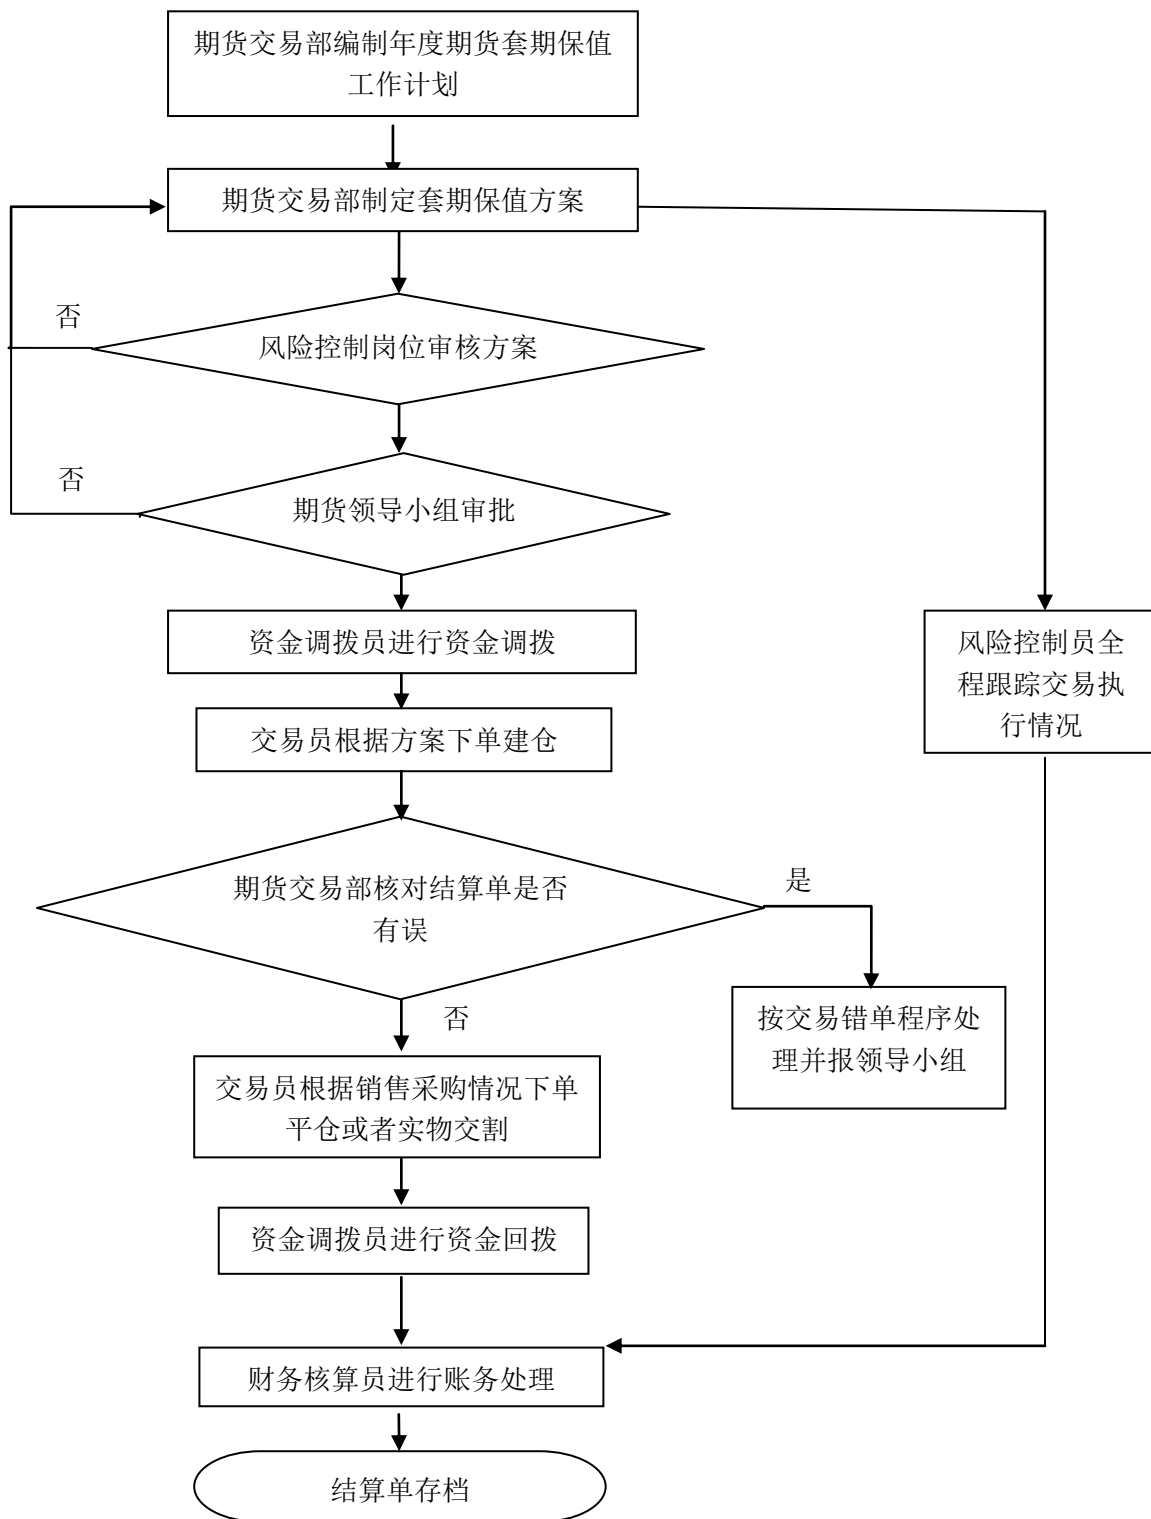 期货交易部编制年度期货套期保值
工作计划
期货交易部制定套期保值方案
否
风险控制岗位审核方案
否
期货领导小组审批
资金调拨员进行资金调拨
风险控制员全
程跟踪交易执
行情况
交易员根据方案下单建仓
期货交易部核对结算单是否
有误
是
否
按交易错单程序处
理并报领导小组
交易员根据销售采购情况下单
平仓或者实物交割
资金调拨员进行资金回拨
财务核算员进行账务处理
结算单存档